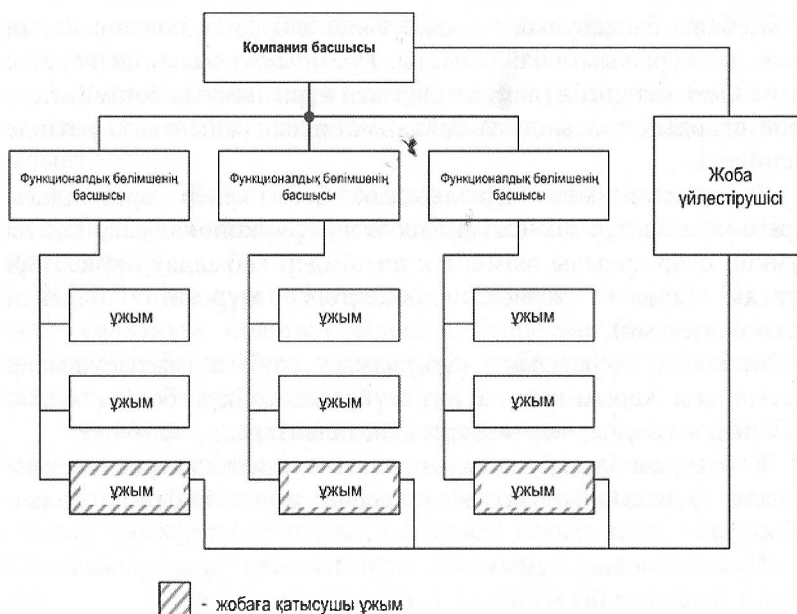 Компания басшысы
Функционалдық бөлімшенің
басшысы
Функционалдық бөлімшенің
басшысы
Функционалдық бөлімшенің
басшысы
Жоба
үйлестірушісі
ұжым
ұжым
ұжым
ұжым
ұжым
ұжым
ұжым
ұжым
ұжым
- жобаға қатысушы ұжым